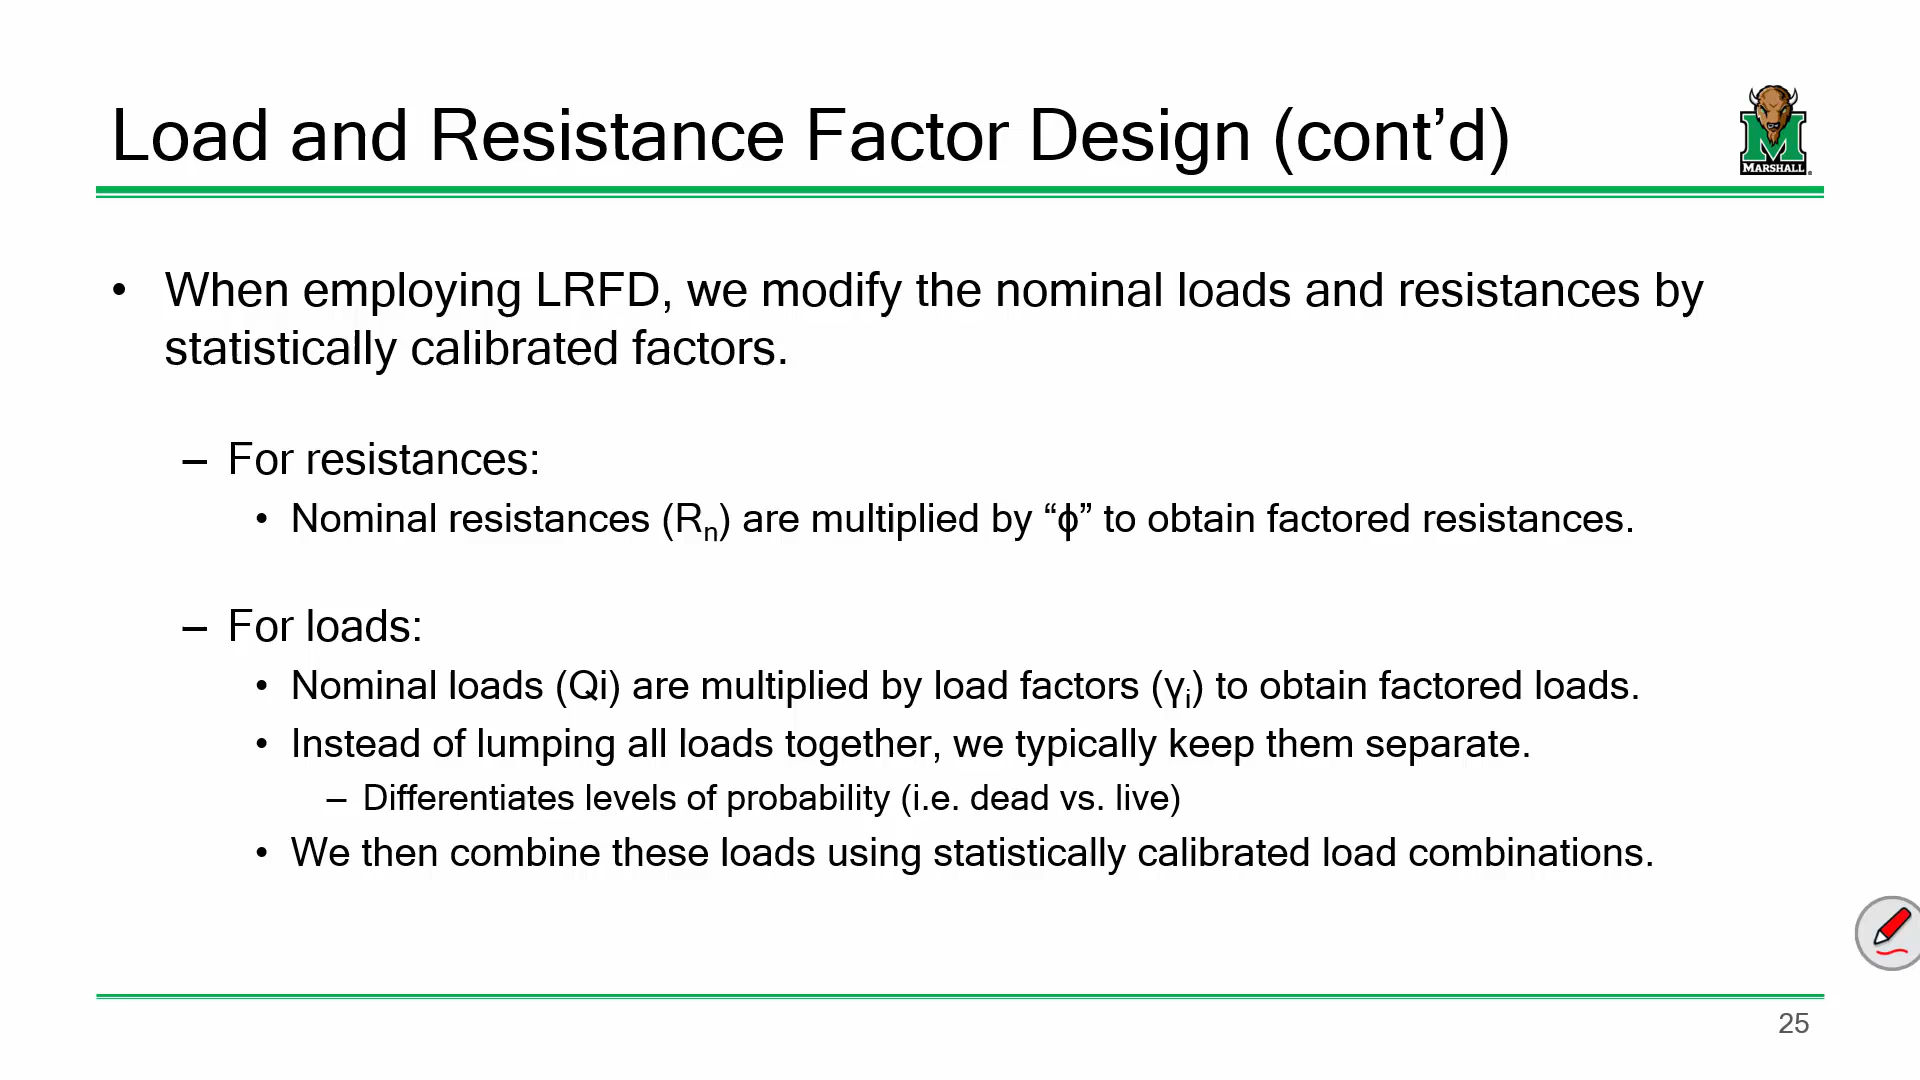 Load and Resistance Factor Design (cont’d)
MARSHALL
• When employing LRFD, we modify the nominal loads and resistances by
statistically calibrated factors.
– For resistances:
• Nominal resistances (Rₙ) are multiplied by “ϕ” to obtain factored resistances.
– For loads:
• Nominal loads (Qi) are multiplied by load factors (γᵢ) to obtain factored loads.
• Instead of lumping all loads together, we typically keep them separate.
– Differentiates levels of probability (i.e. dead vs. live)
• We then combine these loads using statistically calibrated load combinations.
25